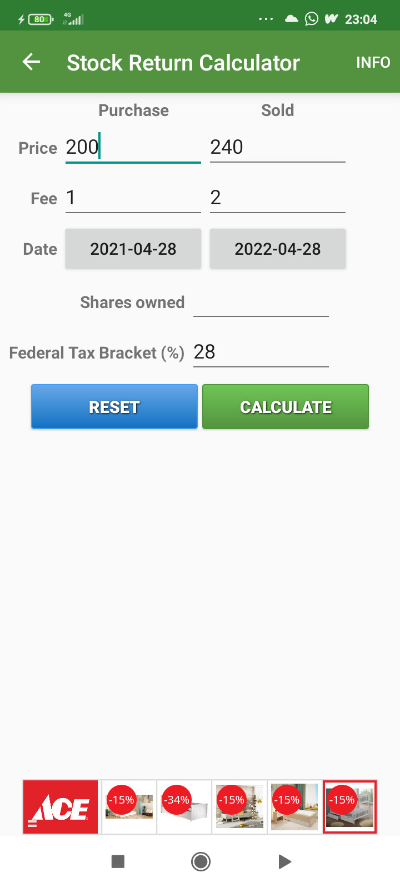 80 4G ... 23:04
Stock Return Calculator INFO
Purchase Sold
Price 200 240
Fee 1 2
Date 2021-04-28 2022-04-28
Shares owned
Federal Tax Bracket (%) 28
RESET CALCULATE
ACE -15% -34% -15% -15% -15%